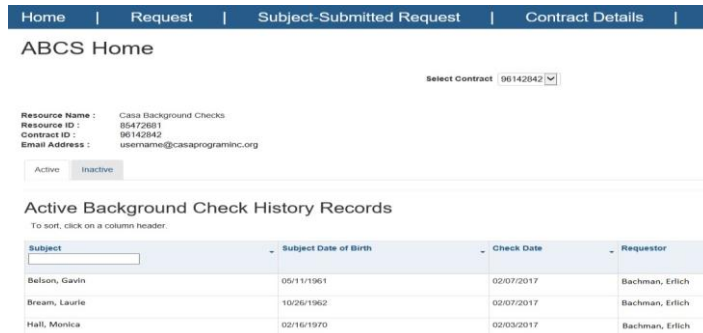 Home | Request | Subject-Submitted Request | Contract Details |
ABCS Home
Select Contract 96142842
Resource Name : Casa Background Checks
Resource ID : 85472681
Contract ID : 96142842
Email Address : username@casaprograminc.org
Active Inactive
Active Background Check History Records
To sort, click on a column header.
Subject Subject Date of Birth Check Date Requestor
Belson, Gavin 05/11/1961 02/07/2017 Bachman, Erlich
Bream, Laurie 10/26/1962 02/07/2017 Bachman, Erlich
Hall, Monica 02/16/1970 02/03/2017 Bachman, Erlich